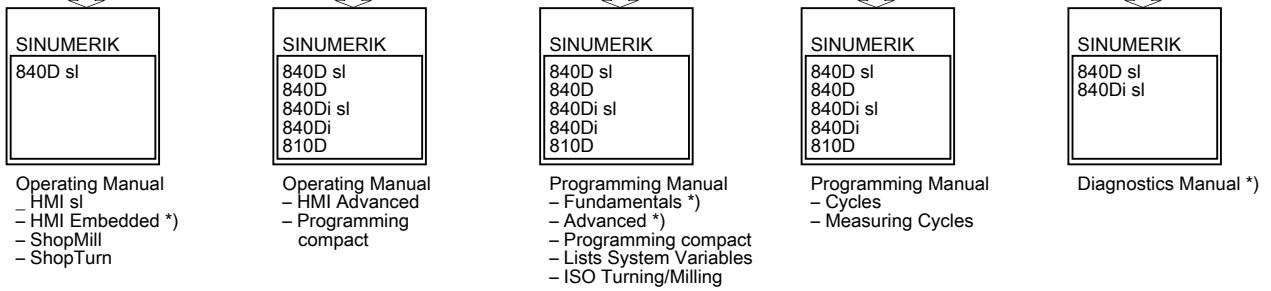 SINUMERIK
840D sl
Operating Manual
_ HMI sl
– HMI Embedded *)
– ShopMill
– ShopTurn
SINUMERIK
840D sl
840D
840Di sl
840Di
810D
Operating Manual
– HMI Advanced
– Programming
compact
SINUMERIK
840D sl
840D
840Di sl
840Di
810D
Programming Manual
– Fundamentals *)
– Advanced *)
– Programming compact
– Lists System Variables
– ISO Turning/Milling
SINUMERIK
840D sl
840D
840Di sl
840Di
810D
Programming Manual
– Cycles
– Measuring Cycles
SINUMERIK
840D sl
840Di sl
Diagnostics Manual *)